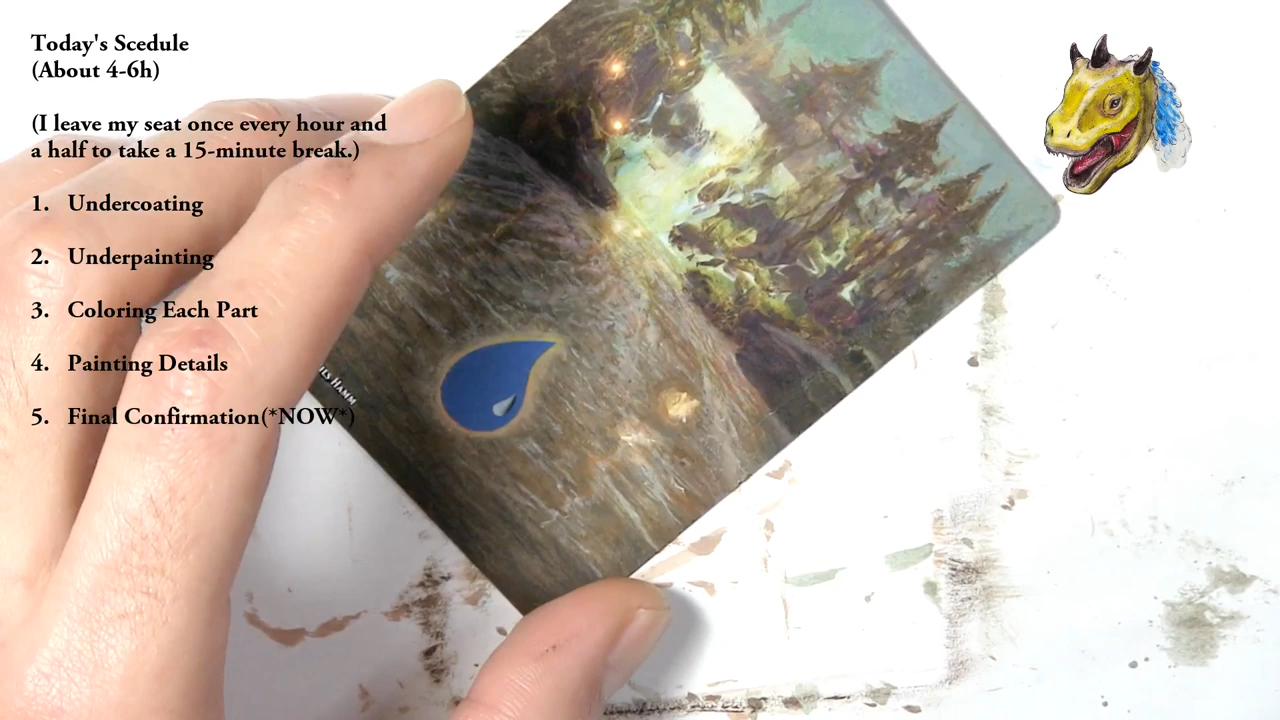 Today's Scedule
(About 4-6h)
(I leave my seat once every hour and
a half to take a 15-minute break.)
1. Undercoating
2. Underpainting
3. Coloring Each Part
4. Painting Details
5. Final Confirmation(*NOW*)
HAMM